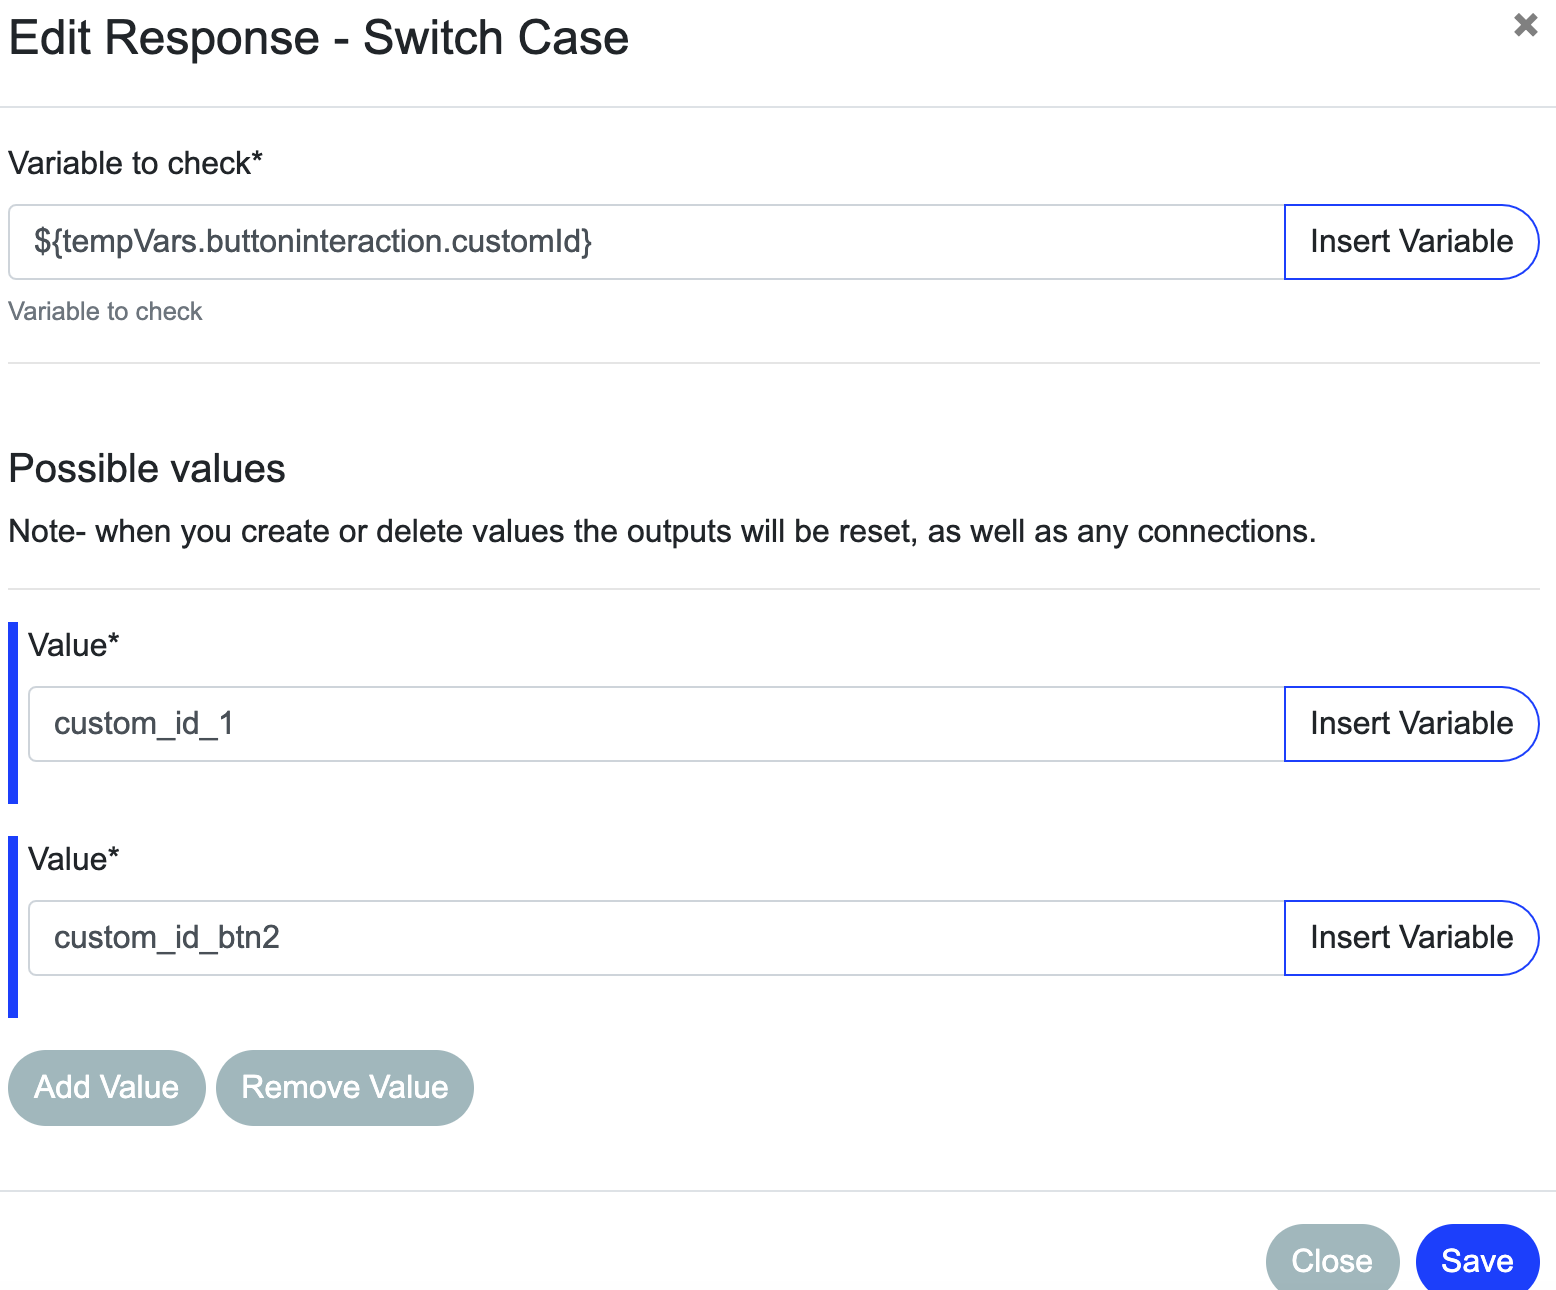 Edit Response - Switch Case
✖
Variable to check*
${tempVars.buttoninteraction.customId}
Insert Variable
Variable to check
Possible values
Note- when you create or delete values the outputs will be reset, as well as any connections.
Value*
custom_id_1
Insert Variable
Value*
custom_id_btn2
Insert Variable
Add Value
Remove Value
Close
Save